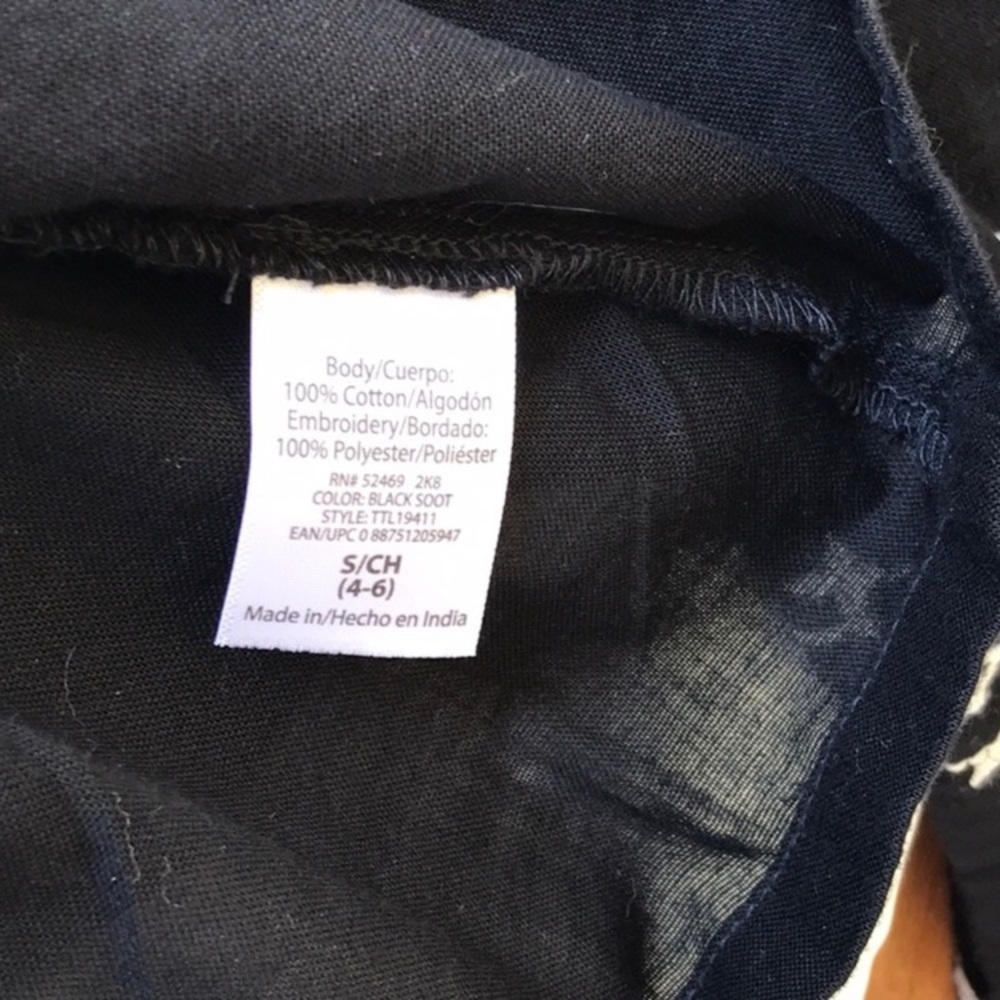 Body/Cuerpo:
100% Cotton/Algodón
Embroidery/Bordado:
100% Polyester/Poliéster
RN# 52469 2K8
COLOR: BLACK SOOT
STYLE: TTL19411
EAN/UPC 0 88751205947
S/CH
(4-6)
Made in/Hecho en India